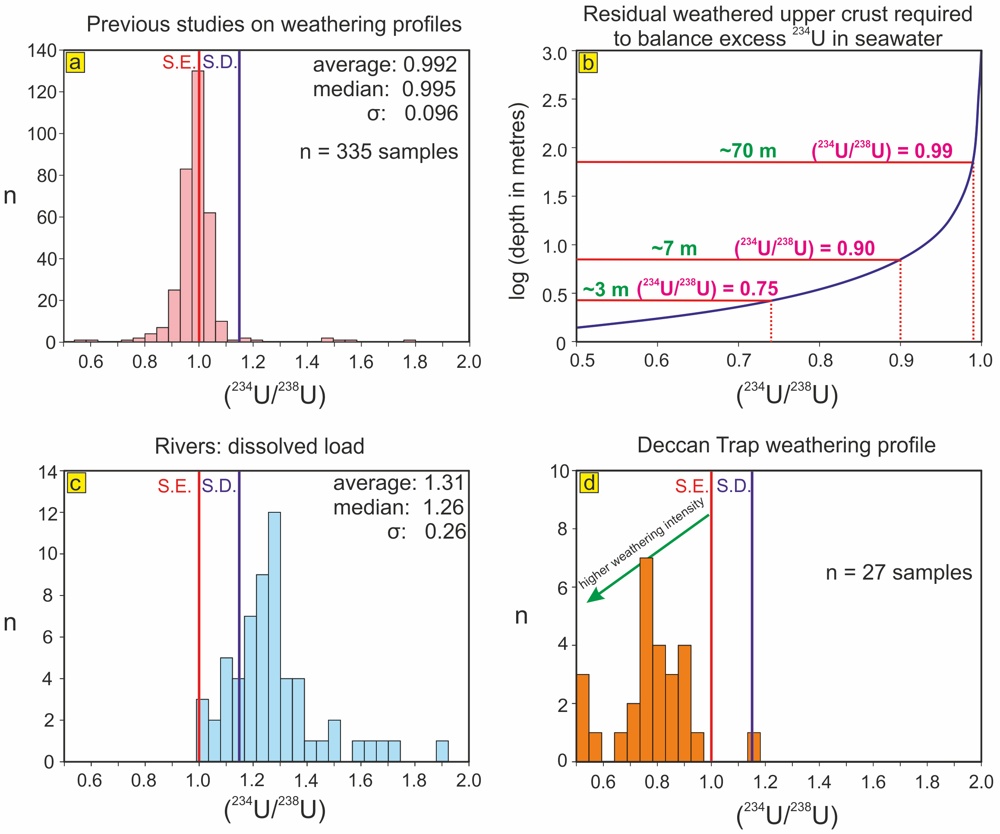 Previous studies on weathering profiles
a
S.E. S.D.
average: 0.992
median: 0.995
σ: 0.096
n = 335 samples
140
120
100
80
60
40
20
0
n
0.6 0.8 1.0 1.2 1.4 1.6 1.8 2.0
(²³⁴U/²³⁸U)
Residual weathered upper crust required
to balance excess ²³⁴U in seawater
b
3.0
2.5
2.0
1.5
1.0
0.5
0
log (depth in metres)
~70 m (²³⁴U/²³⁸U) = 0.99
~7 m (²³⁴U/²³⁸U) = 0.90
~3 m (²³⁴U/²³⁸U) = 0.75
0.5 0.6 0.7 0.8 0.9 1.0
(²³⁴U/²³⁸U)
Rivers: dissolved load
c
S.E. S.D.
average: 1.31
median: 1.26
σ: 0.26
14
12
10
8
6
4
2
0
n
0.6 0.8 1.0 1.2 1.4 1.6 1.8 2.0
(²³⁴U/²³⁸U)
Deccan Trap weathering profile
d
S.E. S.D.
higher weathering intensity
n = 27 samples
10
8
6
4
2
0
n
0.6 0.8 1.0 1.2 1.4 1.6 1.8 2.0
(²³⁴U/²³⁸U)